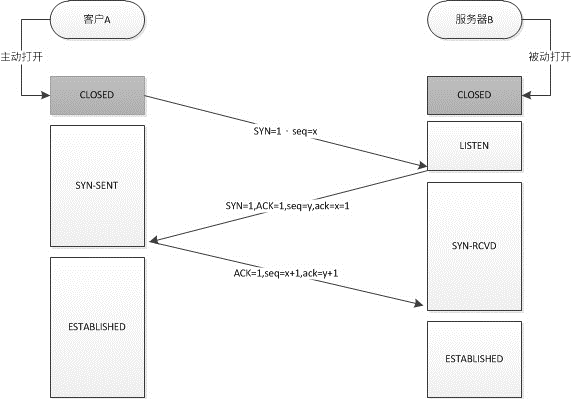 客户A
服务器B
主动打开
被动打开
CLOSED
CLOSED
SYN=1 · seq=x
LISTEN
SYN-SENT
SYN=1,ACK=1,seq=y,ack=x=1
SYN-RCVD
ACK=1,seq=x+1,ack=y+1
ESTABLISHED
ESTABLISHED